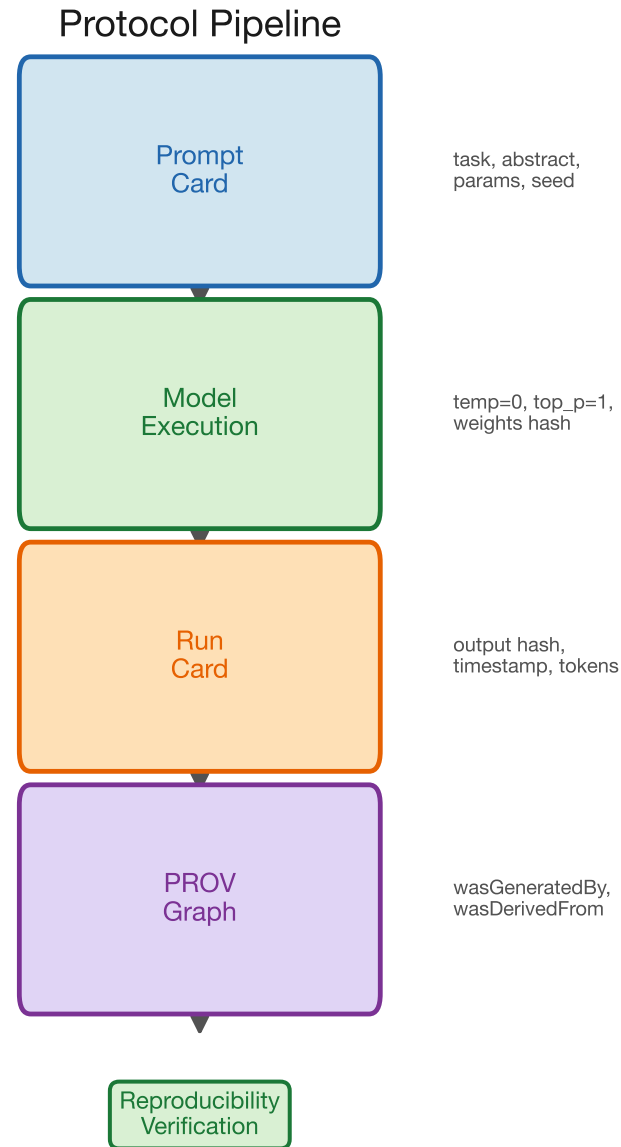 Protocol Pipeline
Prompt
Card
task, abstract,
params, seed
Model
Execution
temp=0, top_p=1,
weights hash
Run
Card
output hash,
timestamp, tokens
PROV
Graph
wasGeneratedBy,
wasDerivedFrom
Reproducibility
Verification